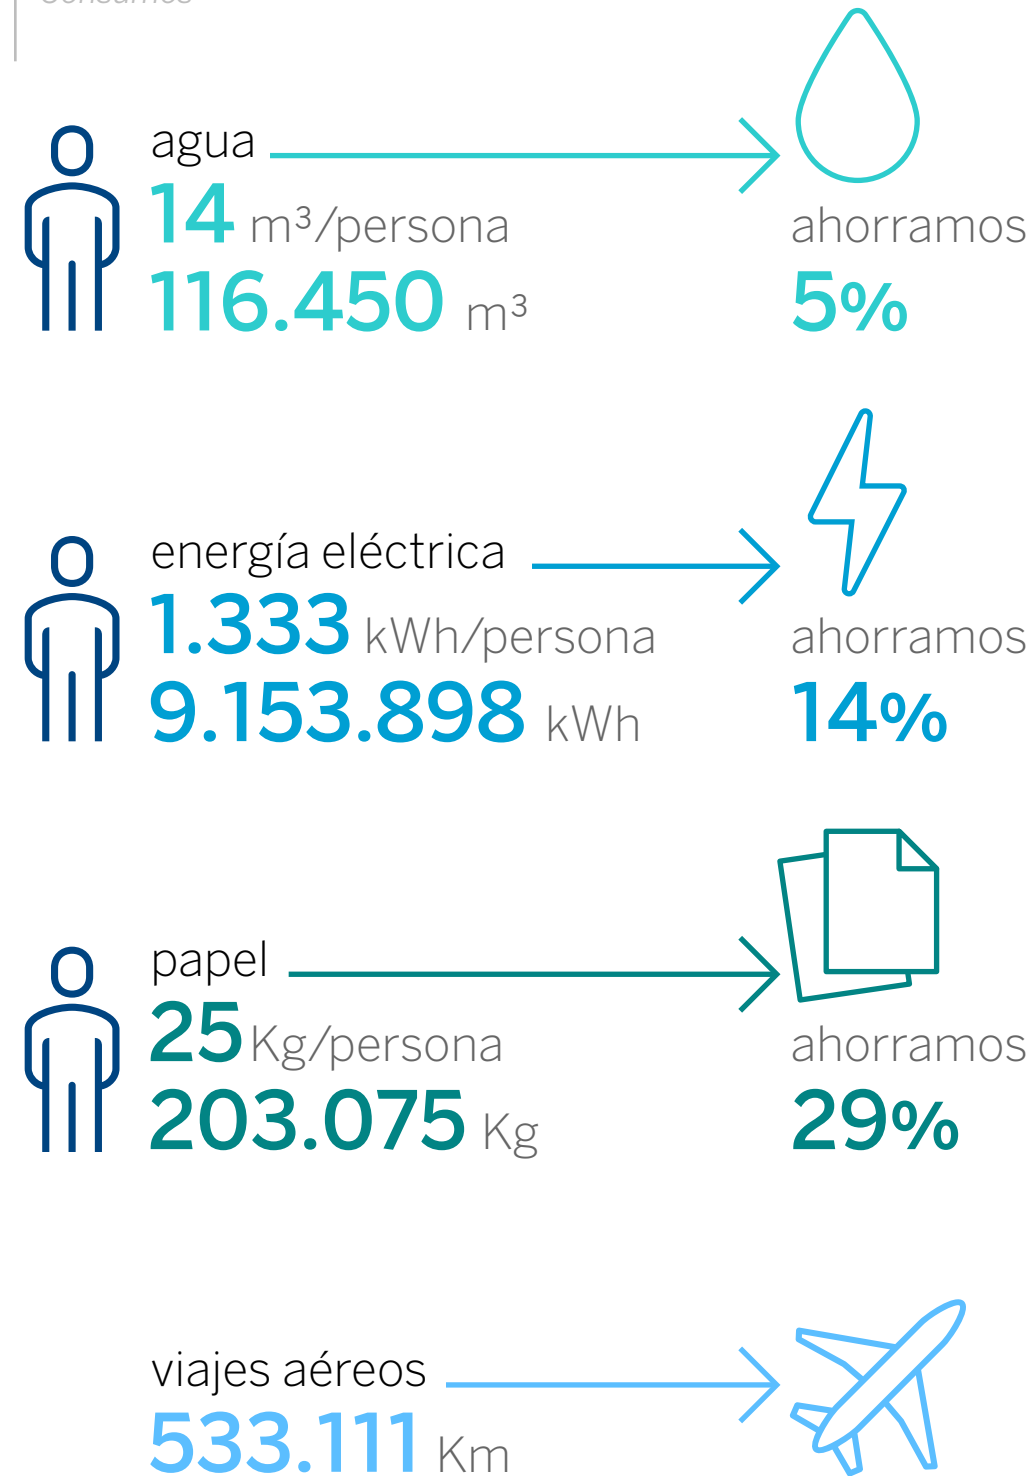 Consumos
agua
14 m³/persona
116.450 m³
ahorramos
5%
energía eléctrica
1.333 kWh/persona
9.153.898 kWh
ahorramos
14%
papel
25 Kg/persona
203.075 Kg
ahorramos
29%
viajes aéreos
533.111 Km